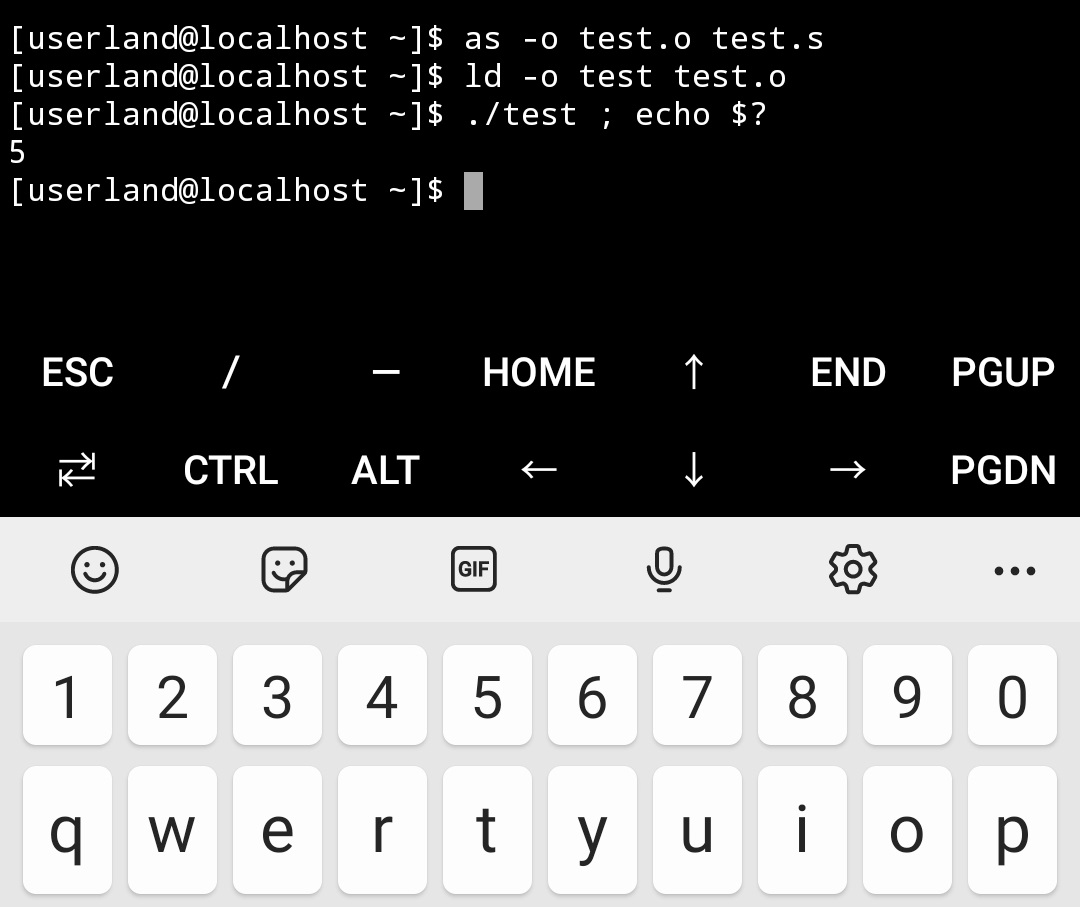 [userland@localhost ~]$ as -o test.o test.s
[userland@localhost ~]$ ld -o test test.o
[userland@localhost ~]$ ./test ; echo $?
5
[userland@localhost ~]$
ESC / — HOME ↑ END PGUP
⇄ CTRL ALT ← ↓ → PGDN
GIF
1 2 3 4 5 6 7 8 9 0
q w e r t y u i o p